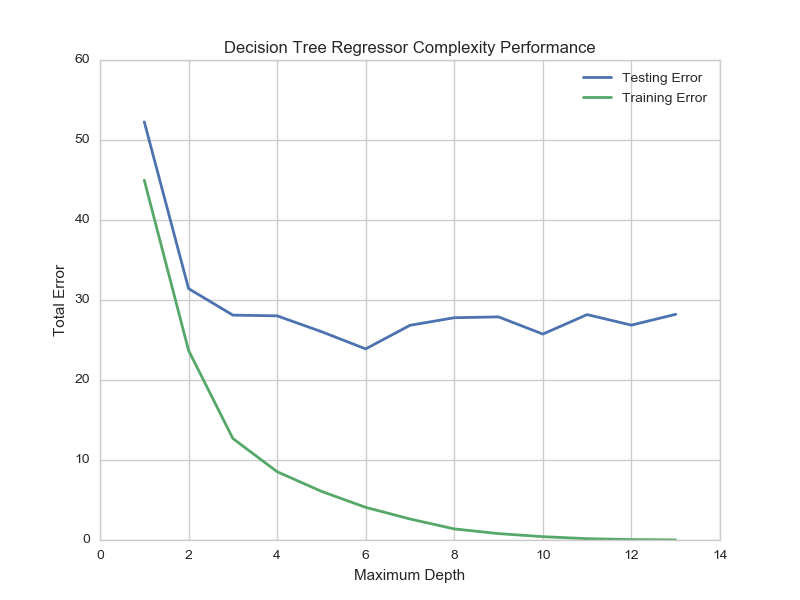 Decision Tree Regressor Complexity Performance
Testing Error
Training Error
60
50
40
30
20
10
0
Total Error
0 2 4 6 8 10 12 14
Maximum Depth